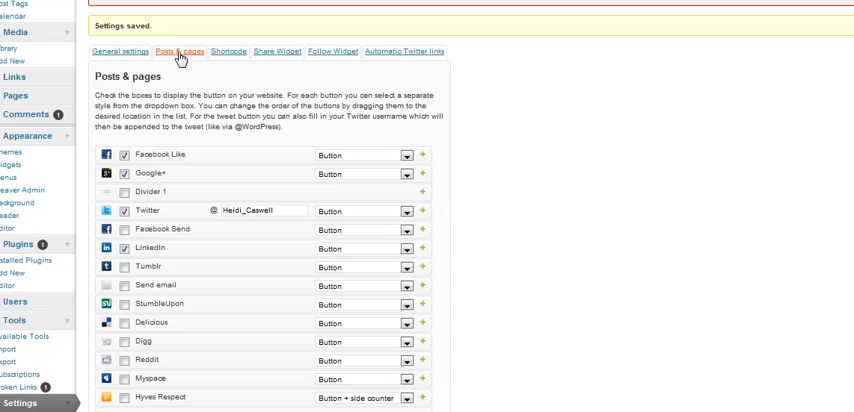 ost Tags
alendar
Media
ibrary
dd New
Links
Pages
Comments 1
Appearance
hemes
idgets
enus
eaver Admin
ackground
eader
ditor
Plugins 1
stalled Plugins
dd New
ditor
Users
Tools
vailable Tools
mport
xport
ubscriptions
roken Links 1
Settings
Settings saved.
General settings Posts & pages Shortcode Share Widget Follow Widget Automatic Twitter links
Posts & pages
Check the boxes to display the button on your website. For each button you can select a separate
style from the dropdown box. You can change the order of the buttons by dragging them to the
desired location in the list. For the tweet button you can also fill in your Twitter username which will
then be appended to the tweet (like via @WordPress).
Facebook Like Button +
Google+ Button +
Divider 1 +
Twitter @ Heidi_Caswell Button +
Facebook Send Button +
LinkedIn Button +
Tumblr Button +
Send email Button +
StumbleUpon Button +
Delicious Button +
Digg Button +
Reddit Button +
Myspace Button +
Hyves Respect Button + side counter +